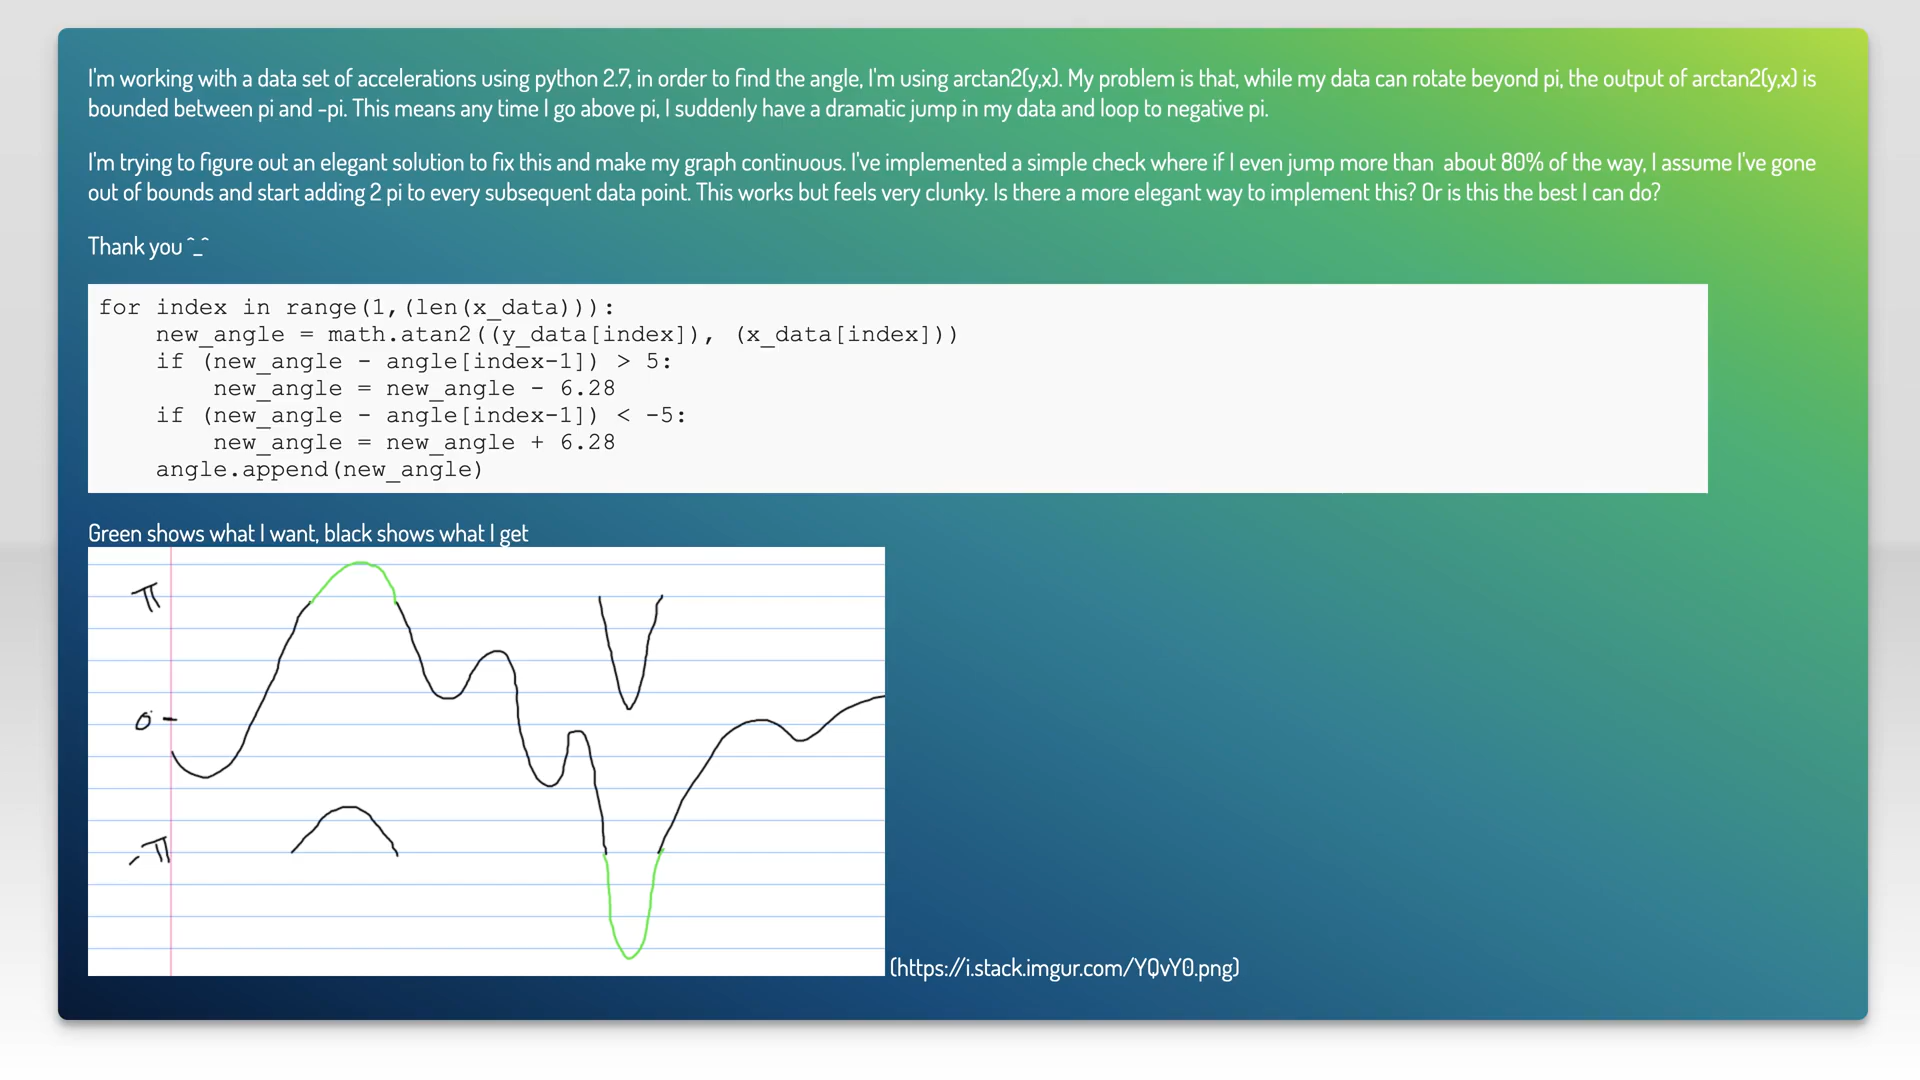 I'm working with a data set of accelerations using python 2.7, in order to find the angle, I'm using arctan2(y,x). My problem is that, while my data can rotate beyond pi, the output of arctan2(y,x) is
bounded between pi and -pi. This means any time I go above pi, I suddenly have a dramatic jump in my data and loop to negative pi.
I'm trying to figure out an elegant solution to fix this and make my graph continuous. I've implemented a simple check where if I even jump more than  about 80% of the way, I assume I've gone
out of bounds and start adding 2 pi to every subsequent data point. This works but feels very clunky. Is there a more elegant way to implement this? Or is this the best I can do?
Thank you ^_^
for index in range(1,(len(x_data))):
    new_angle = math.atan2((y_data[index]), (x_data[index]))
    if (new_angle - angle[index-1]) > 5:
        new_angle = new_angle - 6.28
    if (new_angle - angle[index-1]) < -5:
        new_angle = new_angle + 6.28
    angle.append(new_angle)
Green shows what I want, black shows what I get
π
0
-π
(https://i.stack.imgur.com/YQvY0.png)